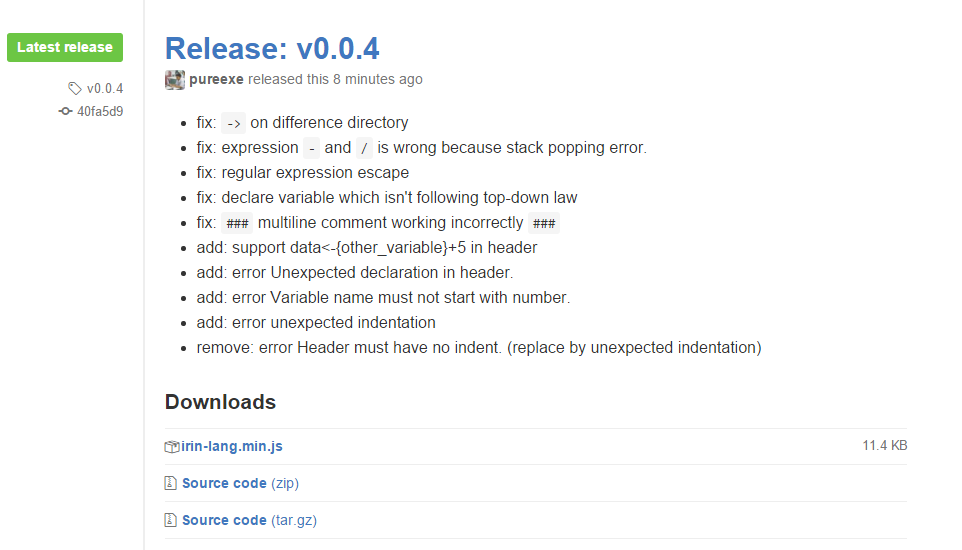 Latest release
v0.0.4
40fa5d9
Release: v0.0.4
pureexe released this 8 minutes ago
fix: -> on difference directory
fix: expression - and / is wrong because stack popping error.
fix: regular expression escape
fix: declare variable which isn't following top-down law
fix: ### multiline comment working incorrectly ###
add: support data<-{other_variable}+5 in header
add: error Unexpected declaration in header.
add: error Variable name must not start with number.
add: error unexpected indentation
remove: error Header must have no indent. (replace by unexpected indentation)
Downloads
irin-lang.min.js 11.4 KB
Source code (zip)
Source code (tar.gz)